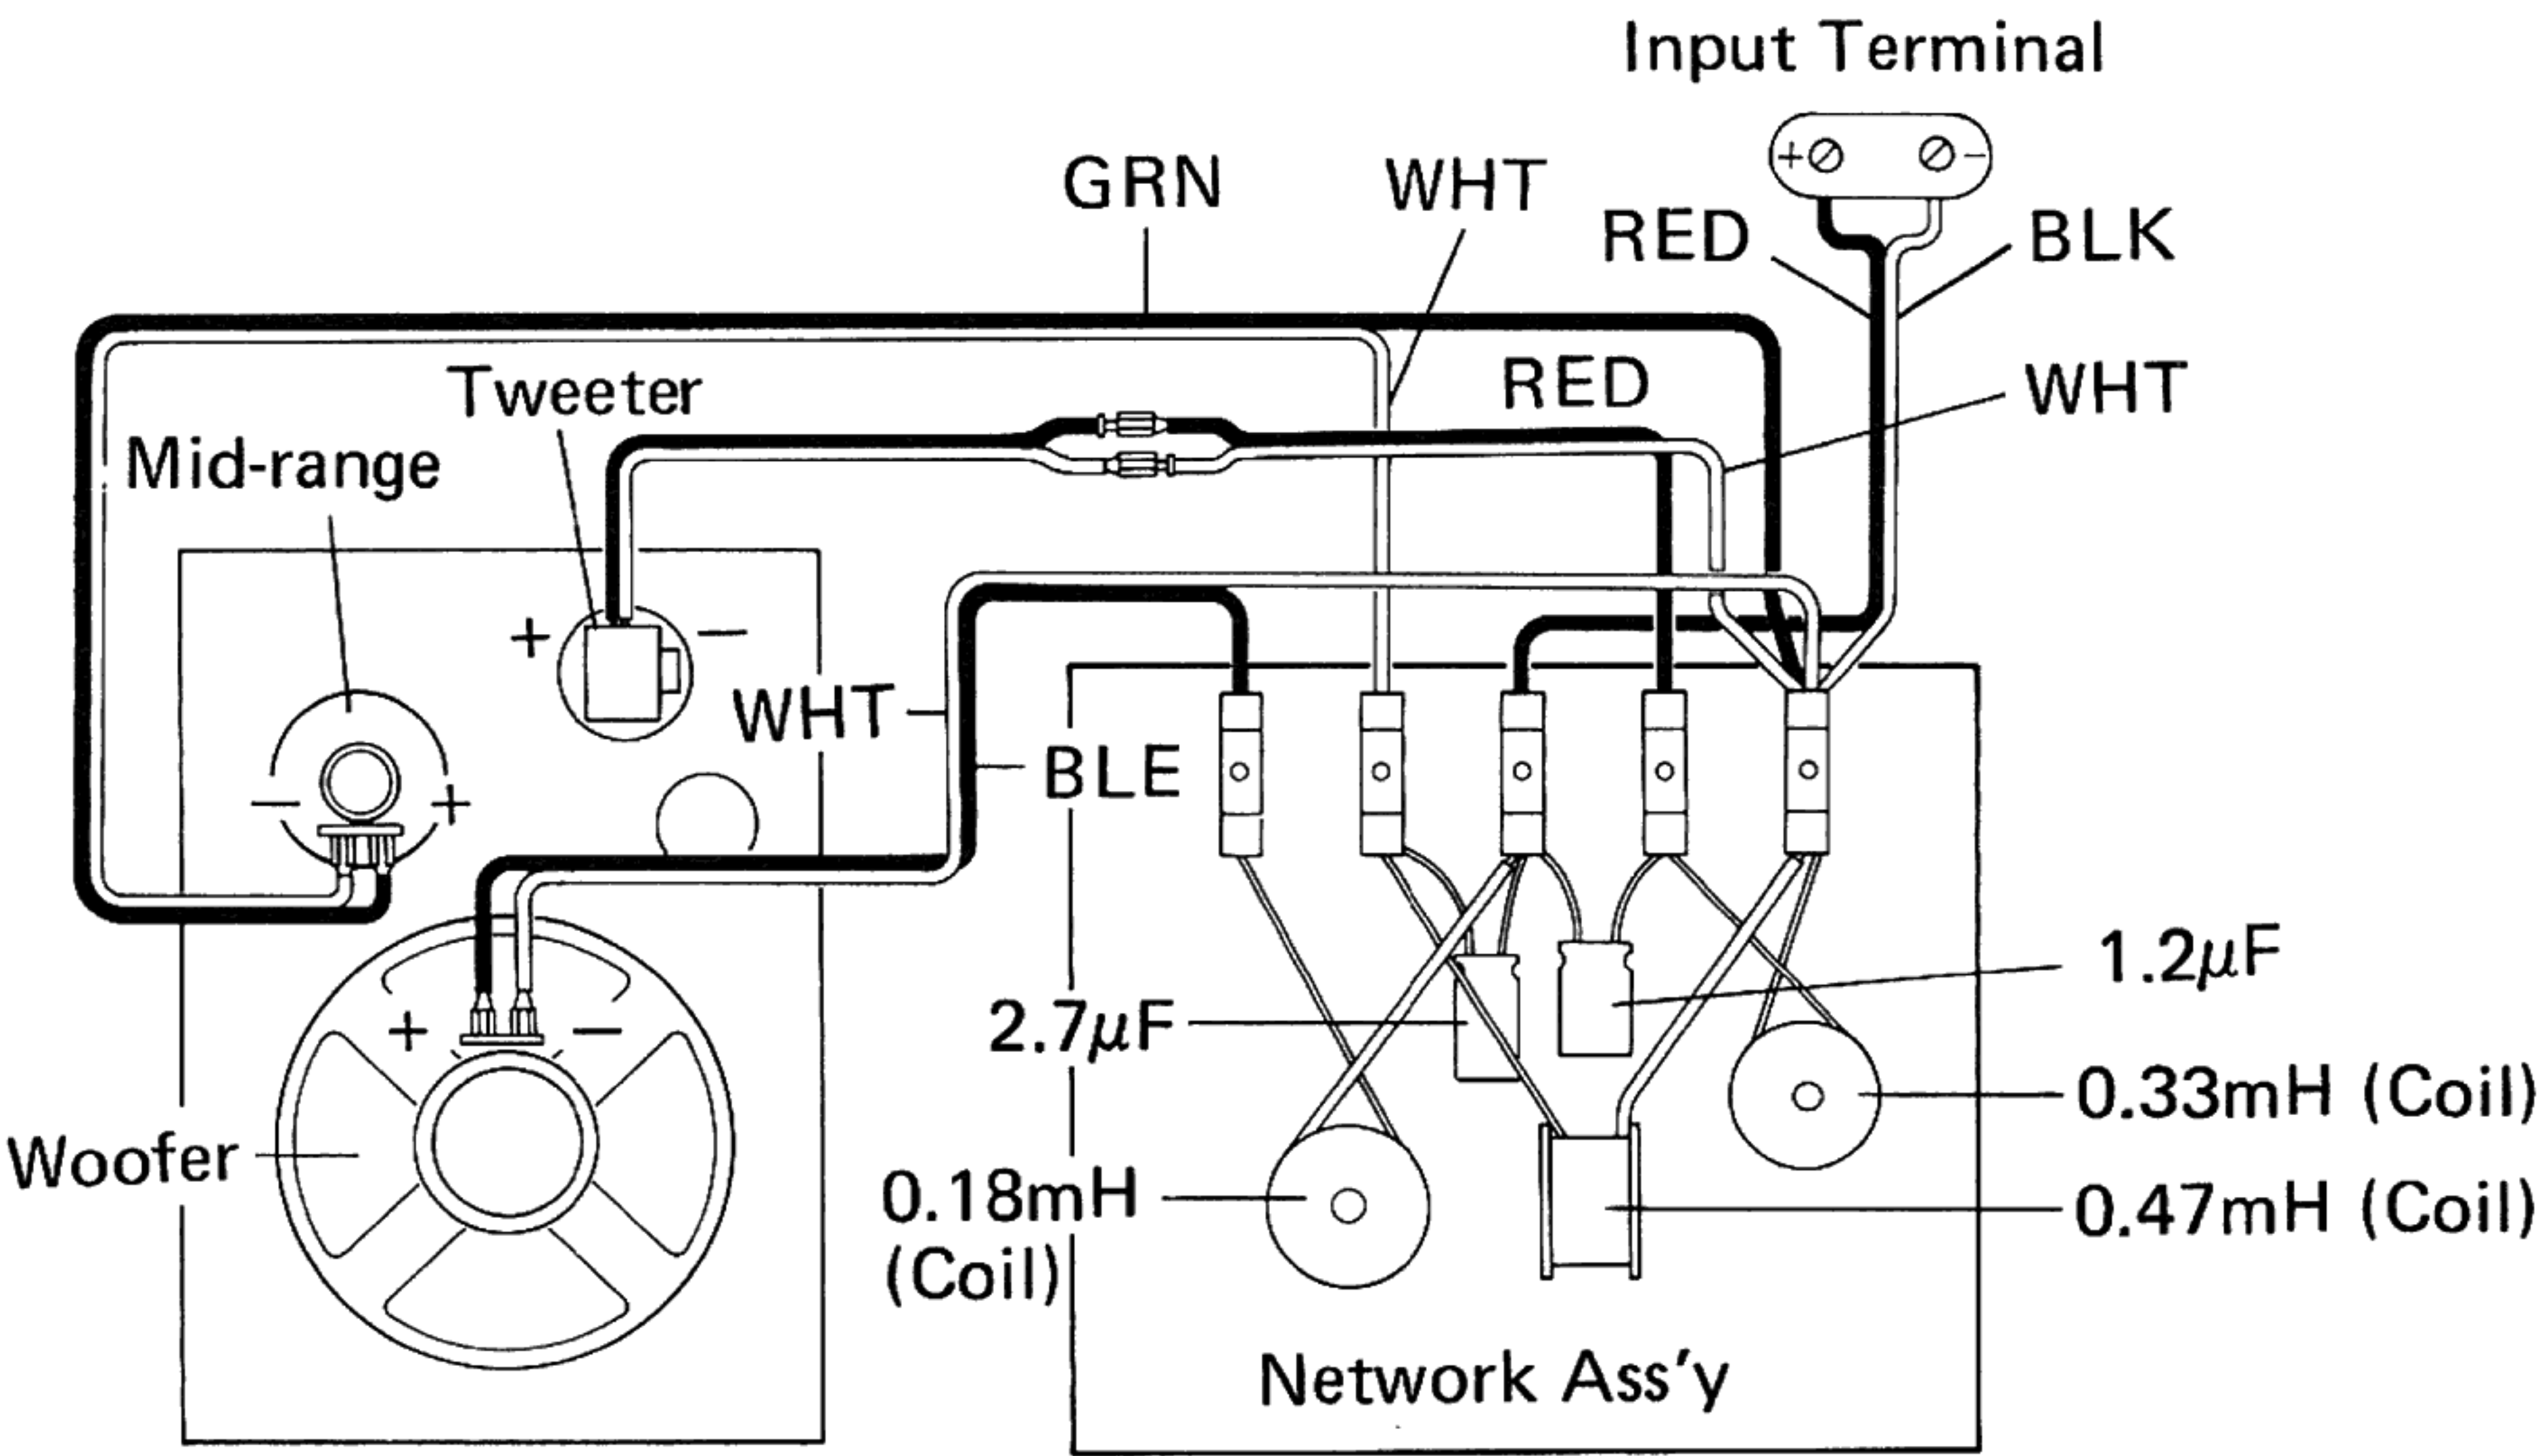 Input Terminal
+ −
GRN
WHT
RED
BLK
RED
WHT
Tweeter
Mid-range
+ −
WHT
BLE
− +
1.2μF
2.7μF
+ −
0.33mH (Coil)
Woofer
0.18mH
(Coil)
0.47mH (Coil)
Network Ass'y